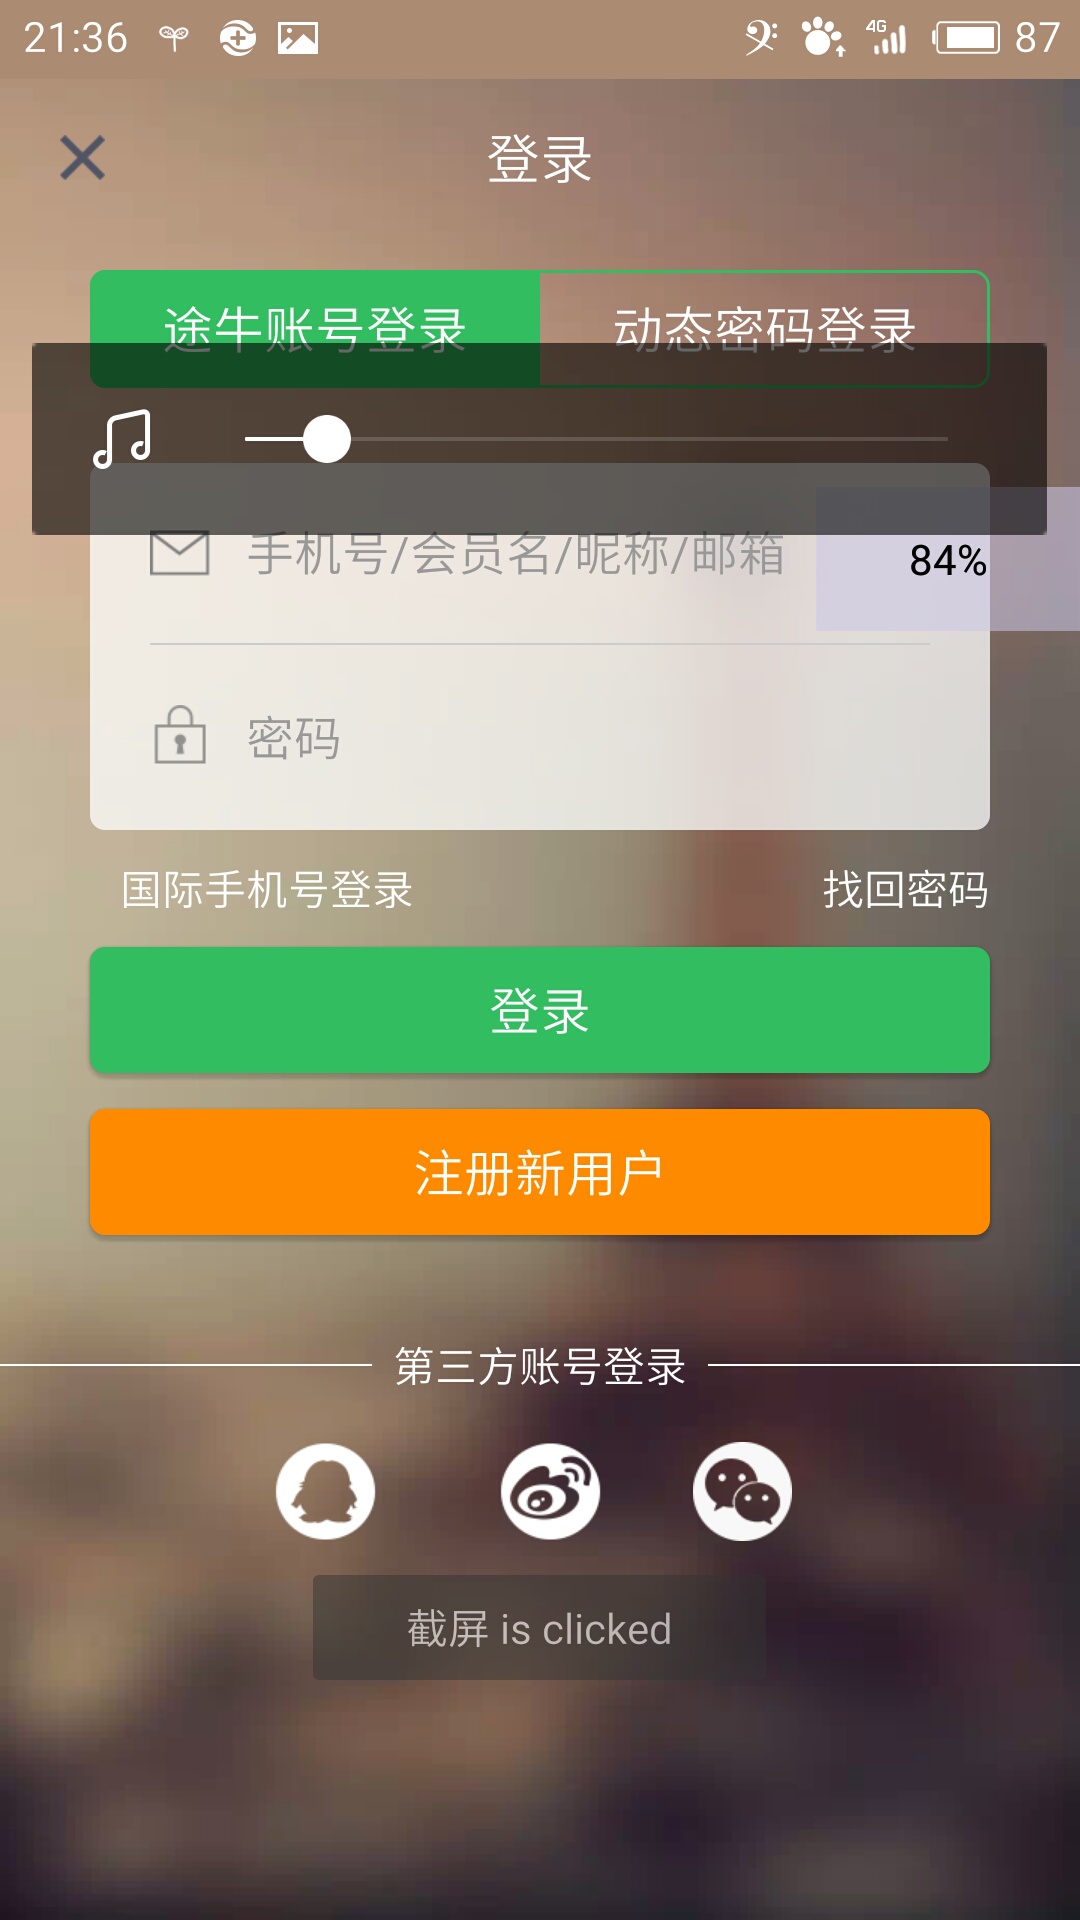 21:36
4G
87
登录
途牛账号登录
动态密码登录
手机号/会员名/昵称/邮箱
84%
密码
国际手机号登录
找回密码
登录
注册新用户
第三方账号登录
截屏 is clicked